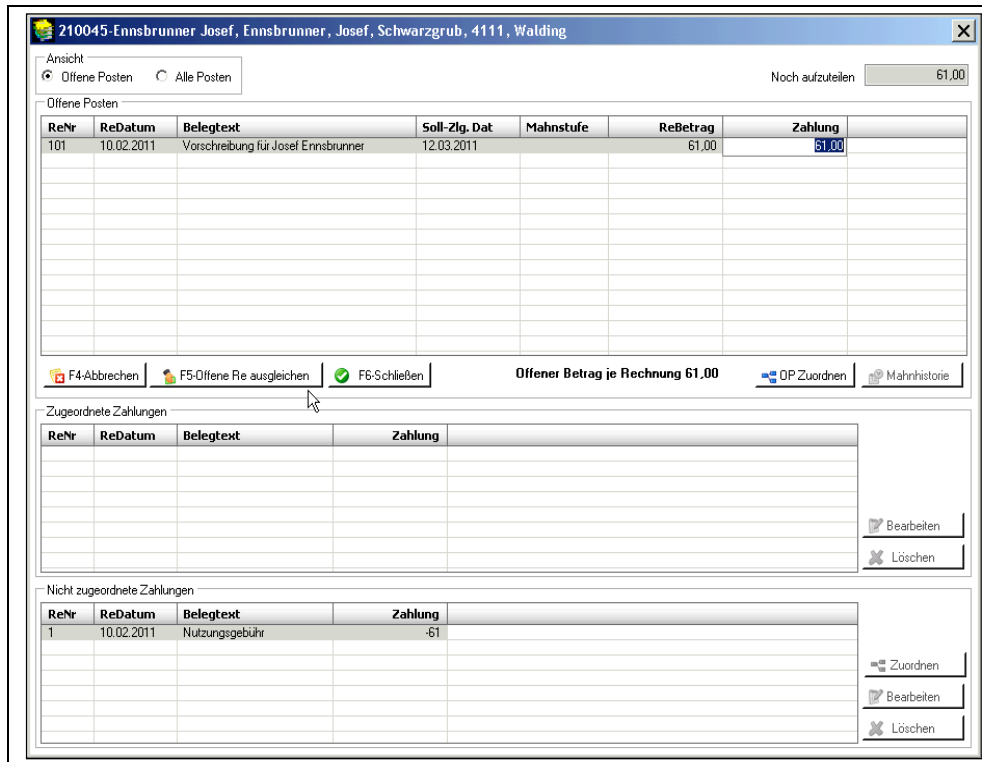 210045-Ennsbrunner Josef, Ennsbrunner, Josef, Schwarzgrub, 4111, Walding
Ansicht
Offene Posten Alle Posten Noch aufzuteilen 61,00
Offene Posten
ReNr ReDatum Belegtext Soll-Zlg. Dat Mahnstufe ReBetrag Zahlung
101 10.02.2011 Vorschreibung für Josef Ennsbrunner 12.03.2011 61,00 61,00
F4-Abbrechen F5-Offene Re ausgleichen F6-Schließen Offener Betrag je Rechnung 61,00 OP Zuordnen Mahnhistorie
Zugeordnete Zahlungen
ReNr ReDatum Belegtext Zahlung
Bearbeiten
Löschen
Nicht zugeordnete Zahlungen
ReNr ReDatum Belegtext Zahlung
1 10.02.2011 Nutzungsgebühr -61
Zuordnen
Bearbeiten
Löschen